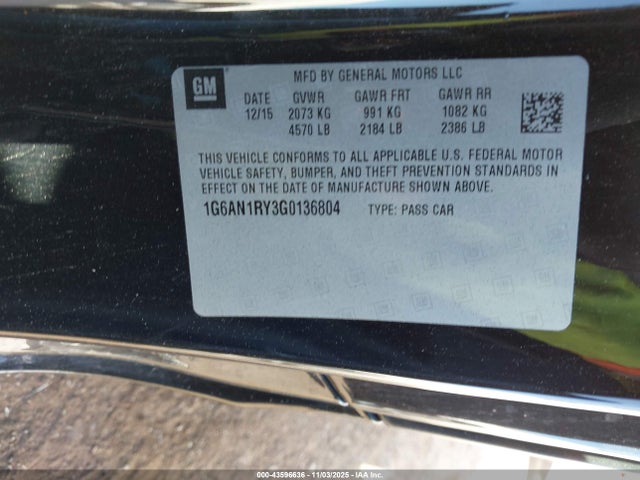 GM
MFD BY GENERAL MOTORS LLC
DATE GVWR GAWR FRT GAWR RR
12/15 2073 KG 991 KG 1082 KG
4570 LB 2184 LB 2386 LB
THIS VEHICLE CONFORMS TO ALL APPLICABLE U.S. FEDERAL MOTOR
VEHICLE SAFETY, BUMPER, AND THEFT PREVENTION STANDARDS
IN EFFECT ON THE DATE OF MANUFACTURE SHOWN ABOVE.
1G6AN1RY3G0136804 TYPE: PASS CAR
000-43596636 - 11/03/2025 - IAA Inc.